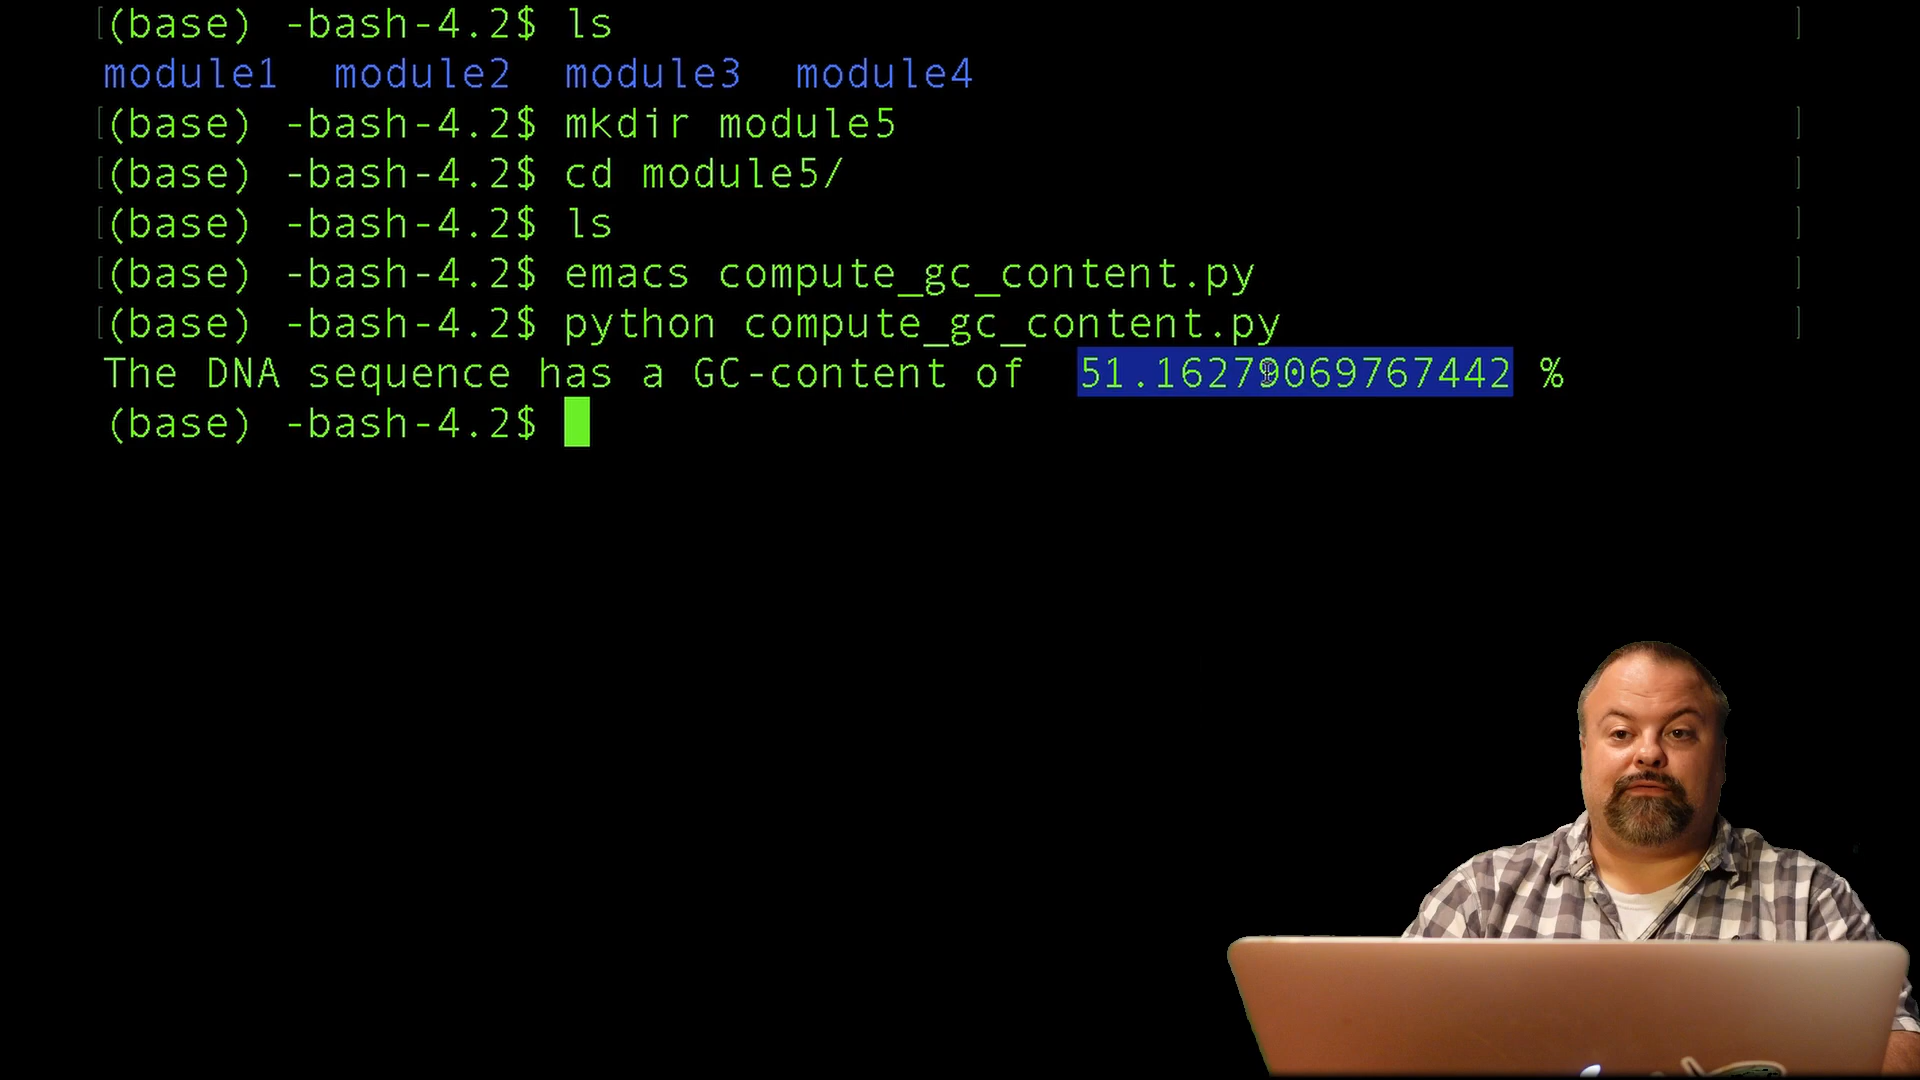 [(base) -bash-4.2$ ls ]
module1  module2  module3  module4
[(base) -bash-4.2$ mkdir module5 ]
[(base) -bash-4.2$ cd module5/ ]
[(base) -bash-4.2$ ls ]
[(base) -bash-4.2$ emacs compute_gc_content.py ]
[(base) -bash-4.2$ python compute_gc_content.py ]
The DNA sequence has a GC-content of  51.16279069767442 %
(base) -bash-4.2$